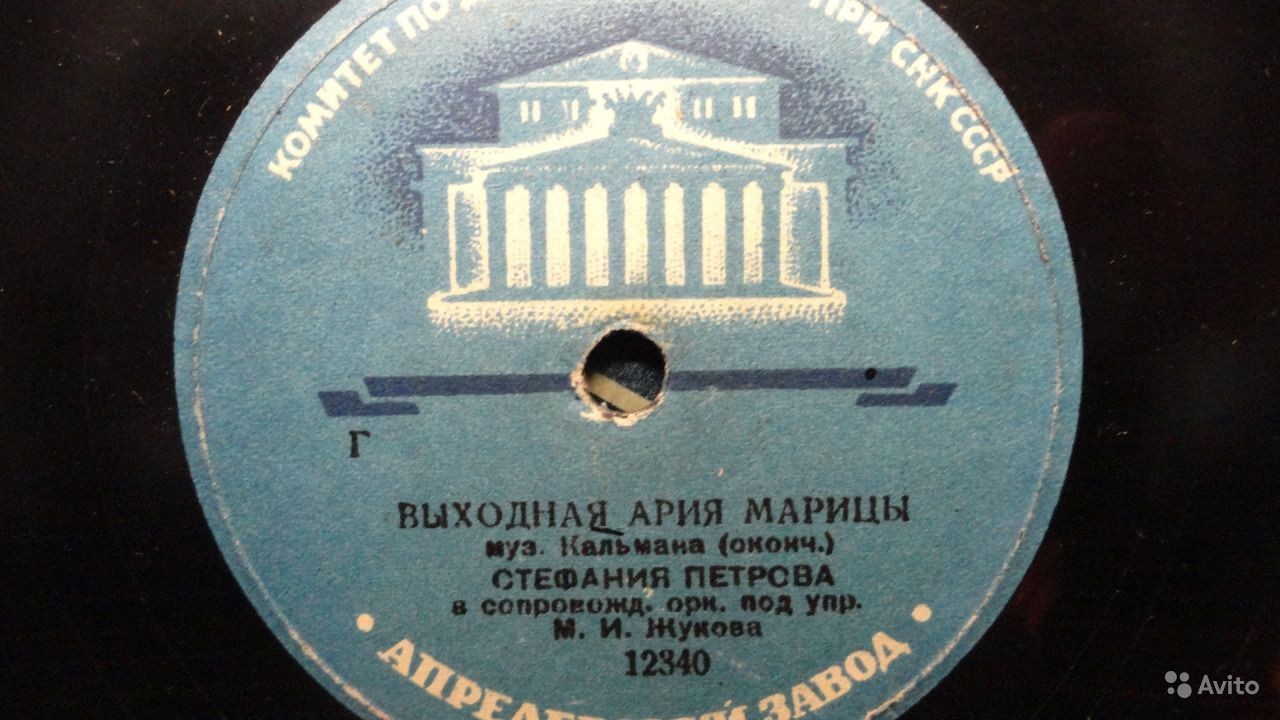 КОМИТЕТ ПО ПРИ СНК СССР
Г
ВЫХОДНАЯ АРИЯ МАРИЦЫ
муз. Кальмана (оконч.)
СТЕФАНИЯ ПЕТРОВА
в сопровожд. орк. под упр.
М. И. Жукова
12340
ЗАВОД
Avito